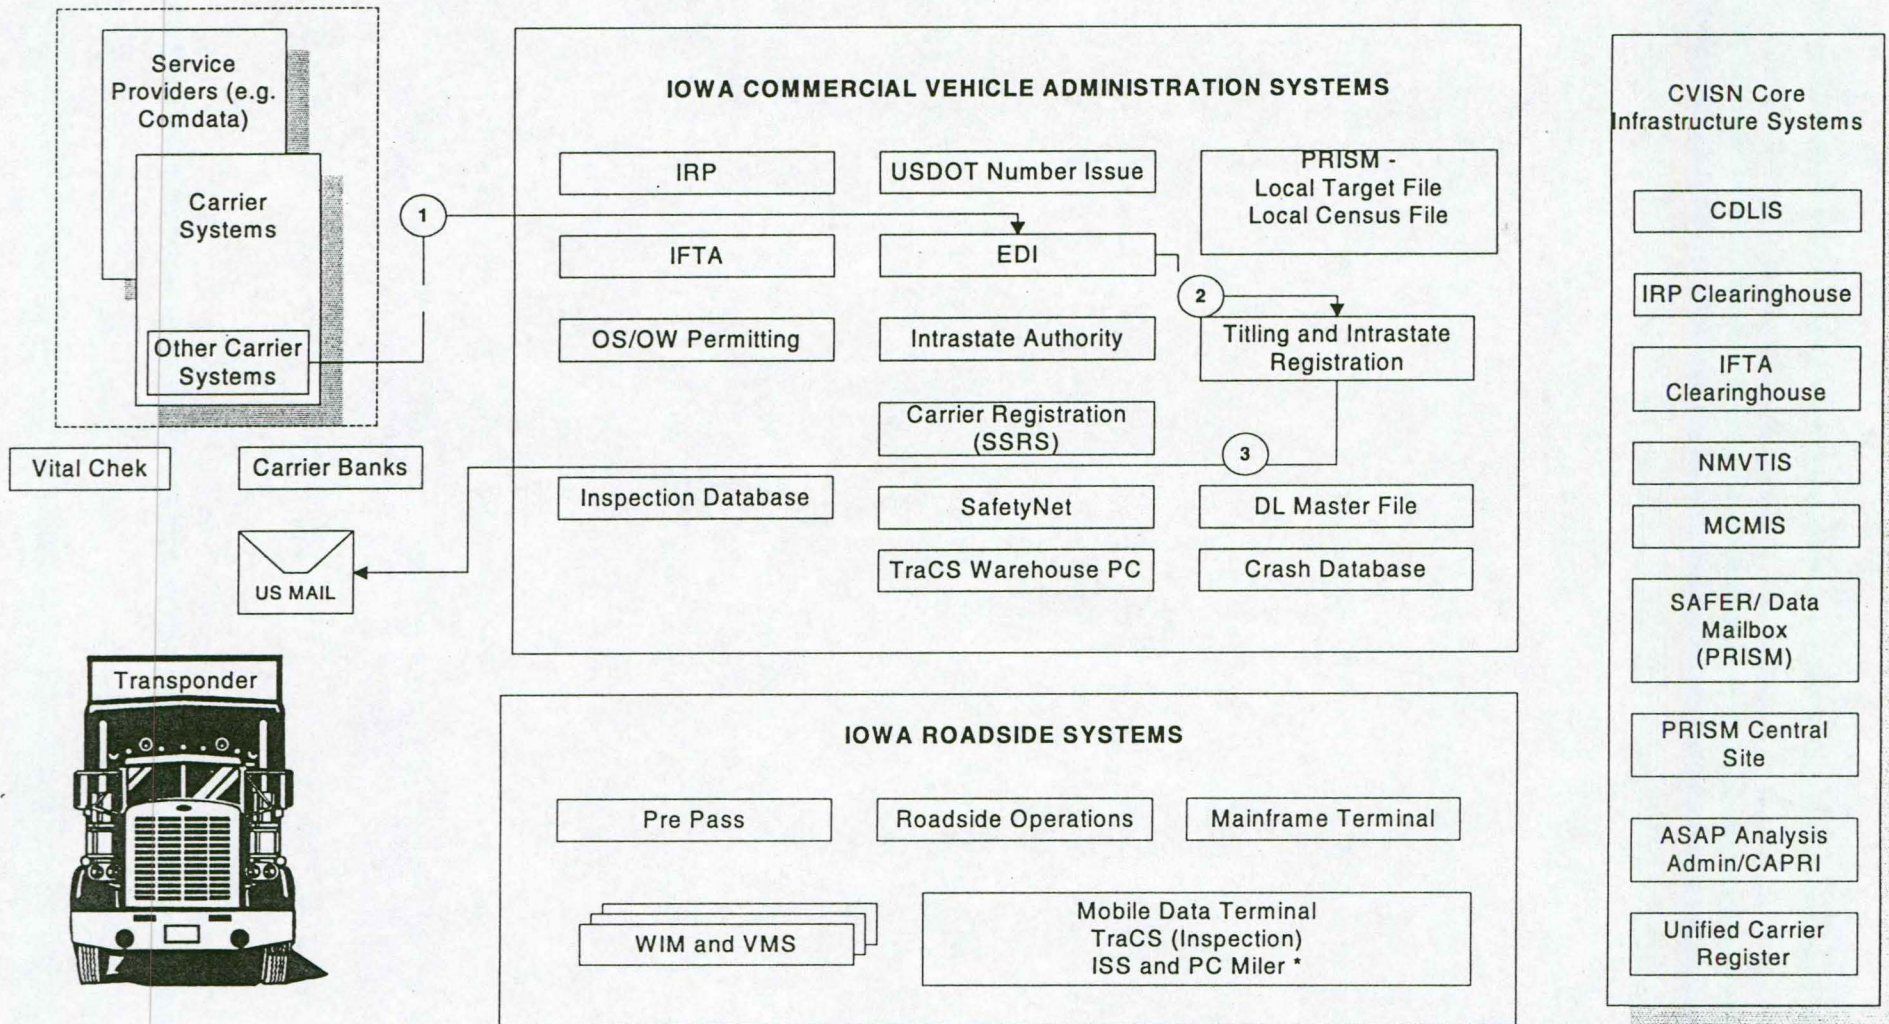 Service
Providers (e.g.
Comdata)
Carrier
Systems
Other Carrier
Systems
Vital Chek
Carrier Banks
US MAIL
Transponder
1
IOWA COMMERCIAL VEHICLE ADMINISTRATION SYSTEMS
IRP
USDOT Number Issue
PRISM -
Local Target File
Local Census File
IFTA
EDI
2
OS/OW Permitting
Intrastate Authority
Titling and Intrastate
Registration
Carrier Registration
(SSRS)
3
Inspection Database
SafetyNet
DL Master File
TraCS Warehouse PC
Crash Database
IOWA ROADSIDE SYSTEMS
Pre Pass
Roadside Operations
Mainframe Terminal
WIM and VMS
Mobile Data Terminal
TraCS (Inspection)
ISS and PC Miler *
CVISN Core
Infrastructure Systems
CDLIS
IRP Clearinghouse
IFTA
Clearinghouse
NMVTIS
MCMIS
SAFER/ Data
Mailbox
(PRISM)
PRISM Central
Site
ASAP Analysis
Admin/CAPRI
Unified Carrier
Register